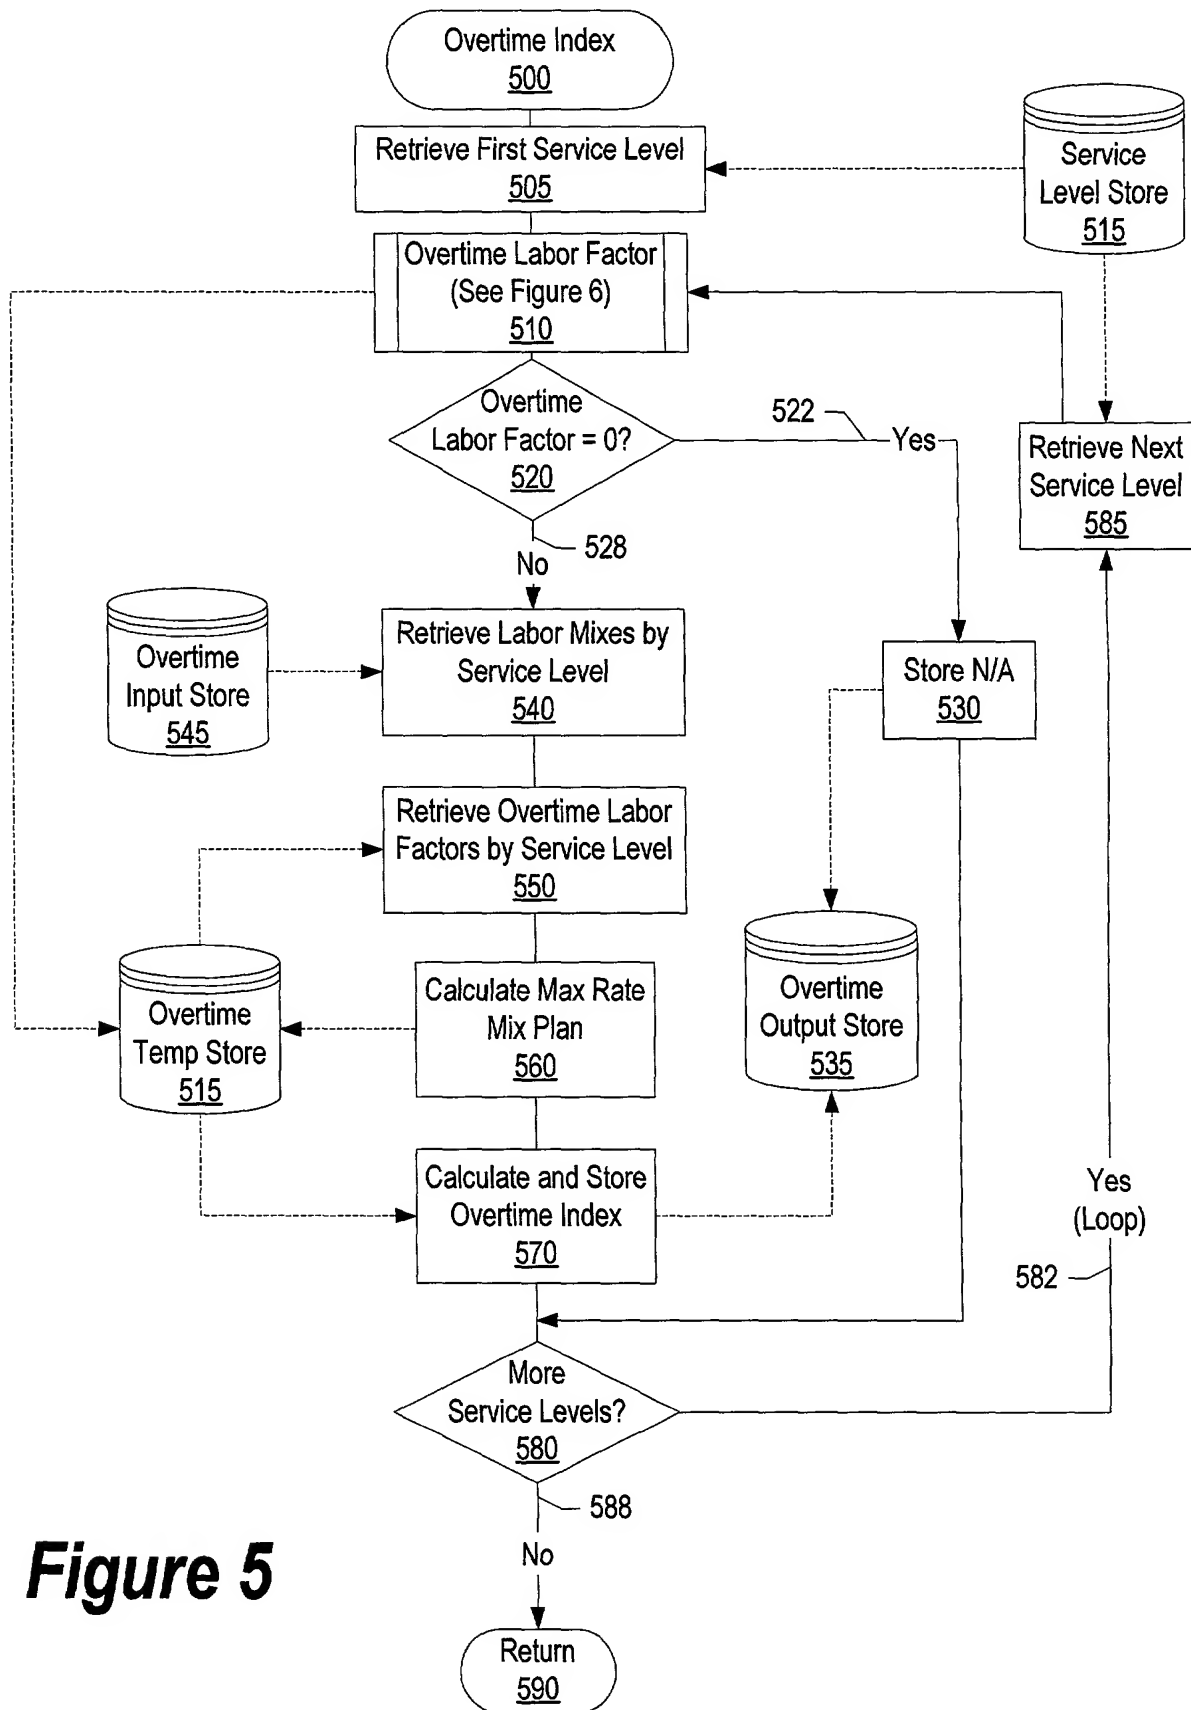 Overtime Index
500
Retrieve First Service Level
505
Service
Level Store
515
Overtime Labor Factor
(See Figure 6)
510
Overtime
Labor Factor = 0?
520
522
Yes
Retrieve Next
Service Level
585
528
No
Overtime
Input Store
545
Retrieve Labor Mixes by
Service Level
540
Store N/A
530
Retrieve Overtime Labor
Factors by Service Level
550
Overtime
Temp Store
515
Calculate Max Rate
Mix Plan
560
Overtime
Output Store
535
Calculate and Store
Overtime Index
570
Yes
(Loop)
582
More
Service Levels?
580
588
No
Figure 5
Return
590